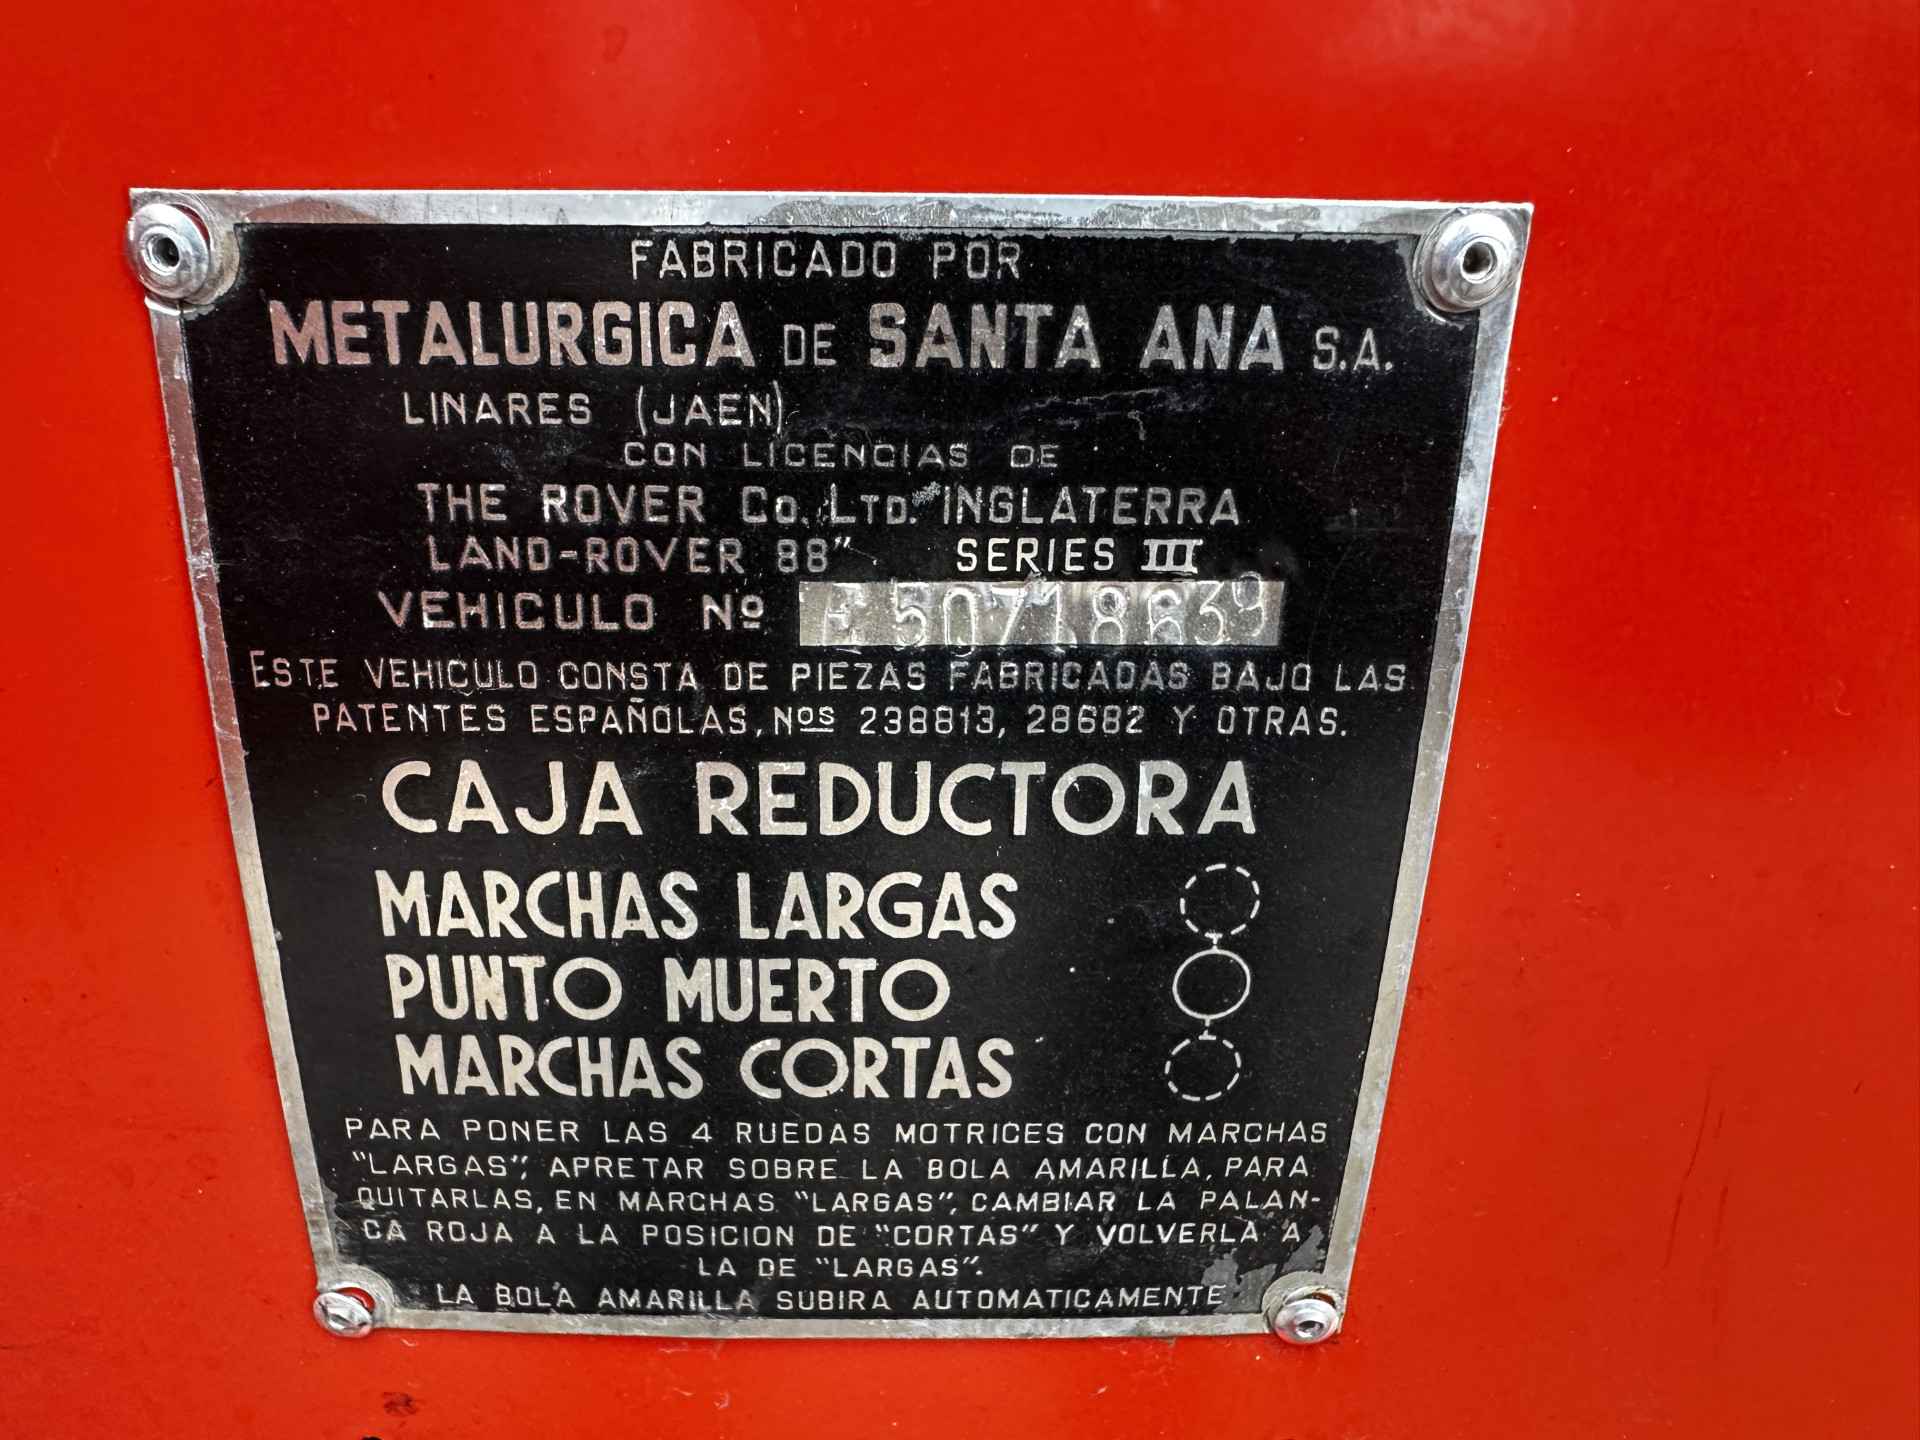 FABRICADO POR
METALURGICA DE SANTA ANA S.A.
LINARES (JAEN)
CON LICENCIAS DE
THE ROVER Co. LTD. INGLATERRA
LAND-ROVER 88" SERIES III
VEHICULO Nº E50718639
ESTE VEHICULO CONSTA DE PIEZAS FABRICADAS BAJO LAS
PATENTES ESPAÑOLAS, Nos 238813, 28682 Y OTRAS.
CAJA REDUCTORA
MARCHAS LARGAS
PUNTO MUERTO
MARCHAS CORTAS
PARA PONER LAS 4 RUEDAS MOTRICES CON MARCHAS
"LARGAS", APRETAR SOBRE LA BOLA AMARILLA, PARA
QUITARLAS, EN MARCHAS "LARGAS", CAMBIAR LA PALAN-
CA ROJA A LA POSICION DE "CORTAS" Y VOLVERLA A
LA DE "LARGAS".
LA BOLA AMARILLA SUBIRA AUTOMATICAMENTE